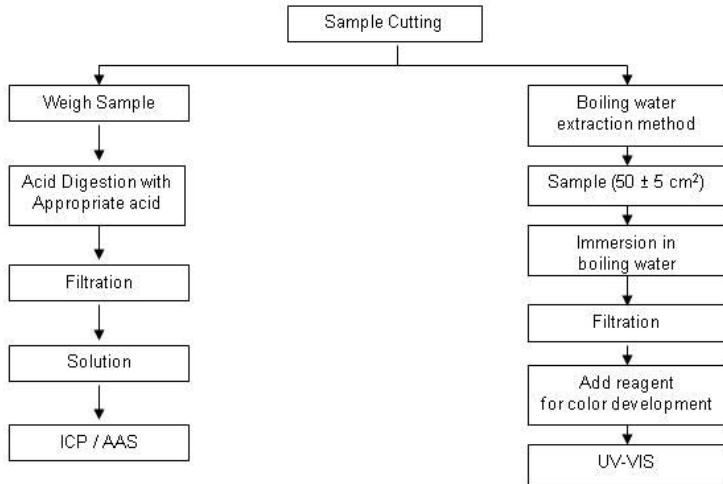 Sample Cutting
Weigh Sample
Acid Digestion with
Appropriate acid
Filtration
Solution
ICP / AAS
Boiling water
extraction method
Sample (50 ± 5 cm²)
Immersion in
boiling water
Filtration
Add reagent
for color development
UV-VIS